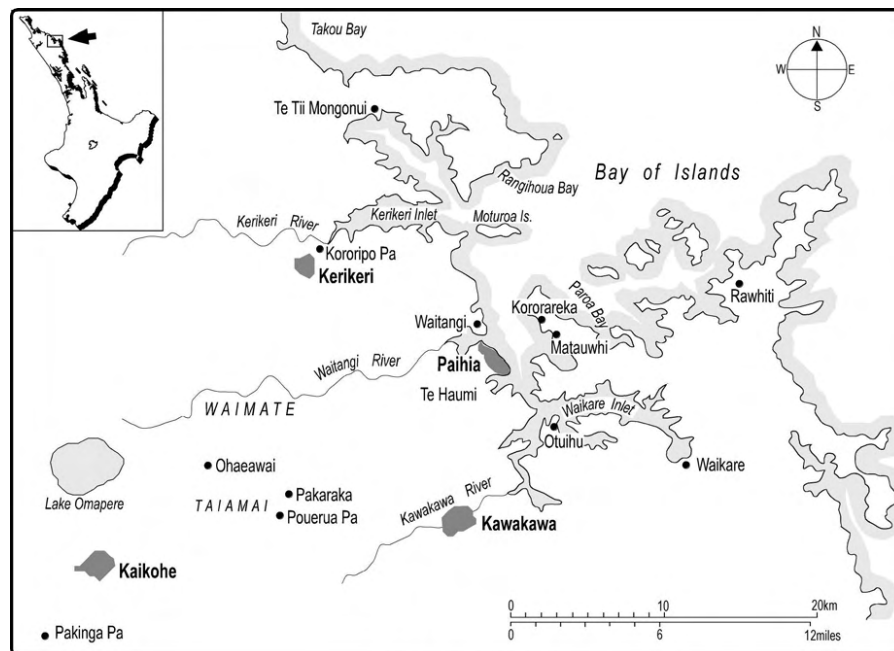 Takou Bay
N
W E
S
Te Tii Mongonui
Rangihoua Bay
Bay of Islands
Kerikeri River
Kerikeri Inlet
Moturoa Is.
Kororipo Pa
Kerikeri
Rawhiti
Paroa Bay
Kororareka
Waitangi
Matauwhi
Waitangi River
Paihia
Te Haumi
WAIMATE
Waikare Inlet
Otuihu
Ohaeawai
Waikare
Lake Omapere
Pakaraka
TAIAMAI
Pouerua Pa
Kawakawa River
Kawakawa
Kaikohe
0 10 20km
0 6 12miles
Pakinga Pa